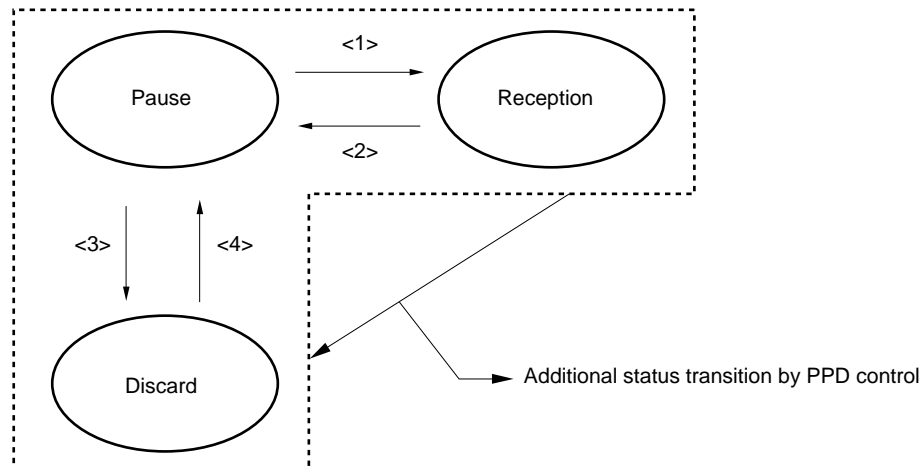 <1>
Pause
Reception
<2>
<3>
<4>
Discard
Additional status transition by PPD control